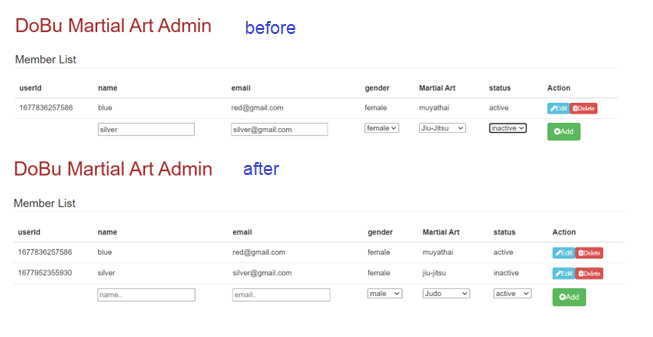 DoBu Martial Art Admin before
Member List
userId name email gender Martial Art status Action
1677836257586 blue red@gmail.com female muyathai active Edit Delete
silver silver@gmail.com female Jiu-Jitsu inactive Add
DoBu Martial Art Admin after
Member List
userId name email gender Martial Art status Action
1677836257586 blue red@gmail.com female muyathai active Edit Delete
1677952355930 silver silver@gmail.com female jiu-jitsu inactive Edit Delete
name.. email.. male Judo active Add